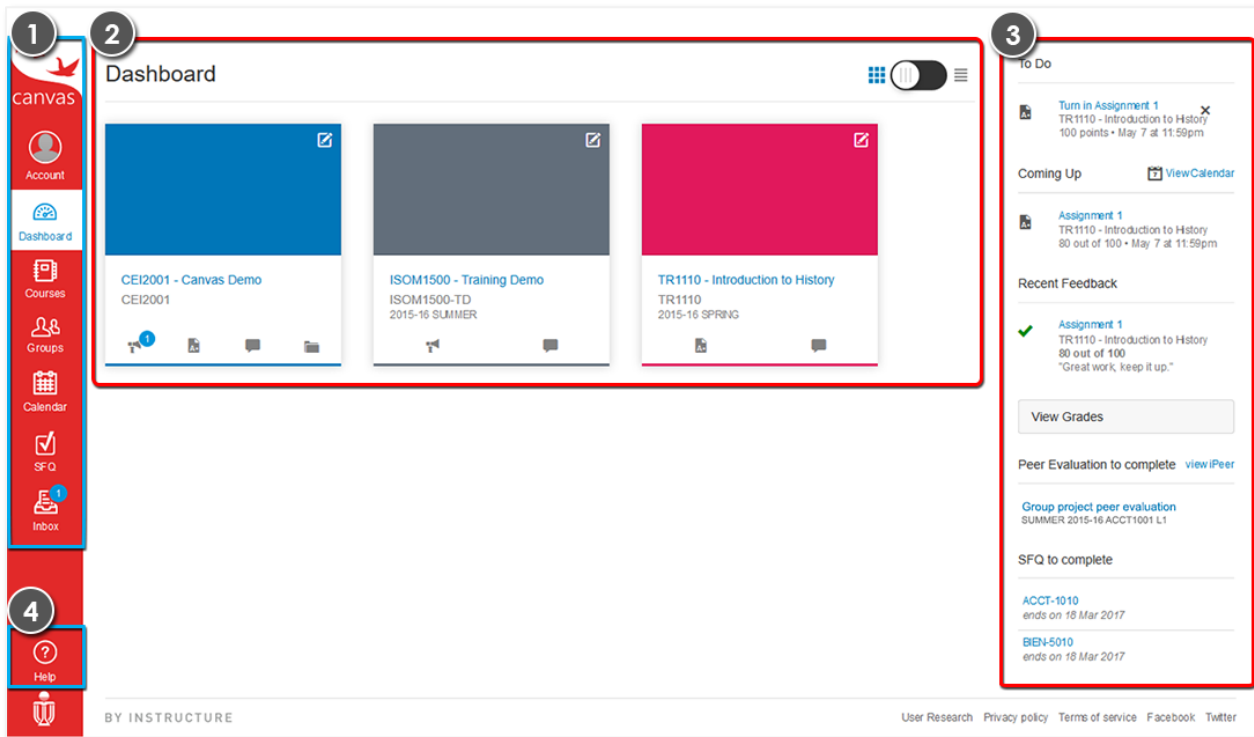 1
canvas
Account
Dashboard
Courses
Groups
Calendar
SFQ
1
Inbox
4
?
Help
2
Dashboard
CEI2001 - Canvas Demo
CEI2001
1
ISOM1500 - Training Demo
ISOM1500-TD
2015-16 SUMMER
TR1110 - Introduction to History
TR1110
2015-16 SPRING
3
To Do
Turn in Assignment 1
TR1110 - Introduction to History
100 points • May 7 at 11:59pm
Coming Up
7 View Calendar
Assignment 1
TR1110 - Introduction to History
80 out of 100 • May 7 at 11:59pm
Recent Feedback
Assignment 1
TR1110 - Introduction to History
80 out of 100
"Great work, keep it up."
View Grades
Peer Evaluation to complete view iPeer
Group project peer evaluation
SUMMER 2015-16 ACCT1001 L1
SFQ to complete
ACCT-1010
ends on 18 Mar 2017
BIEN-5010
ends on 18 Mar 2017
BY INSTRUCTURE
User Research Privacy policy Terms of service Facebook Twitter